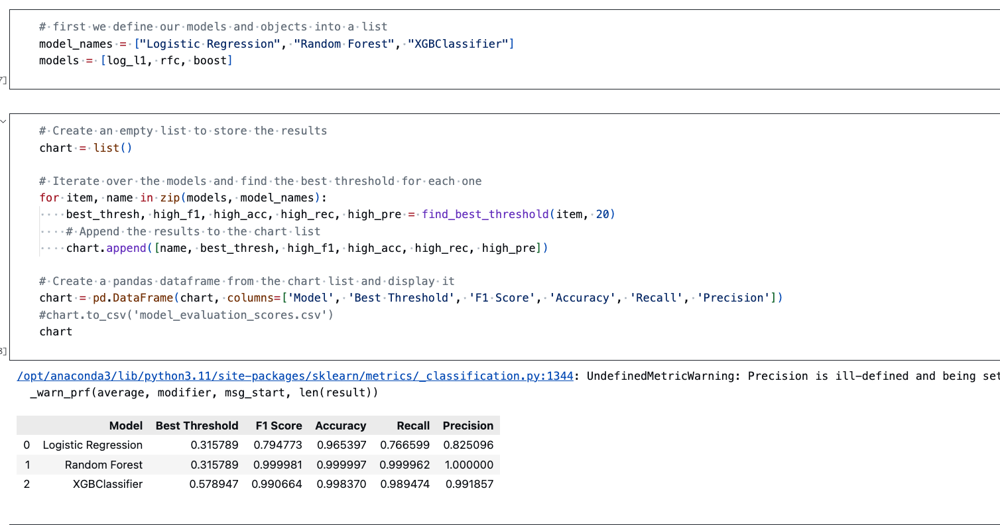 # first we define our models and objects into a list
model_names = ["Logistic Regression", "Random Forest", "XGBClassifier"]
models = [log_l1, rfc, boost]
7]
# Create an empty list to store the results
chart = list()
# Iterate over the models and find the best threshold for each one
for item, name in zip(models, model_names):
    best_thresh, high_f1, high_acc, high_rec, high_pre = find_best_threshold(item, 20)
    # Append the results to the chart list
    chart.append([name, best_thresh, high_f1, high_acc, high_rec, high_pre])
# Create a pandas dataframe from the chart list and display it
chart = pd.DataFrame(chart, columns=['Model', 'Best Threshold', 'F1 Score', 'Accuracy', 'Recall', 'Precision'])
#chart.to_csv('model_evaluation_scores.csv')
chart
8]
/opt/anaconda3/lib/python3.11/site-packages/sklearn/metrics/_classification.py:1344: UndefinedMetricWarning: Precision is ill-defined and being set
  _warn_prf(average, modifier, msg_start, len(result))
Model Best Threshold F1 Score Accuracy Recall Precision
0 Logistic Regression 0.315789 0.794773 0.965397 0.766599 0.825096
1 Random Forest 0.315789 0.999981 0.999997 0.999962 1.000000
2 XGBClassifier 0.578947 0.990664 0.998370 0.989474 0.991857